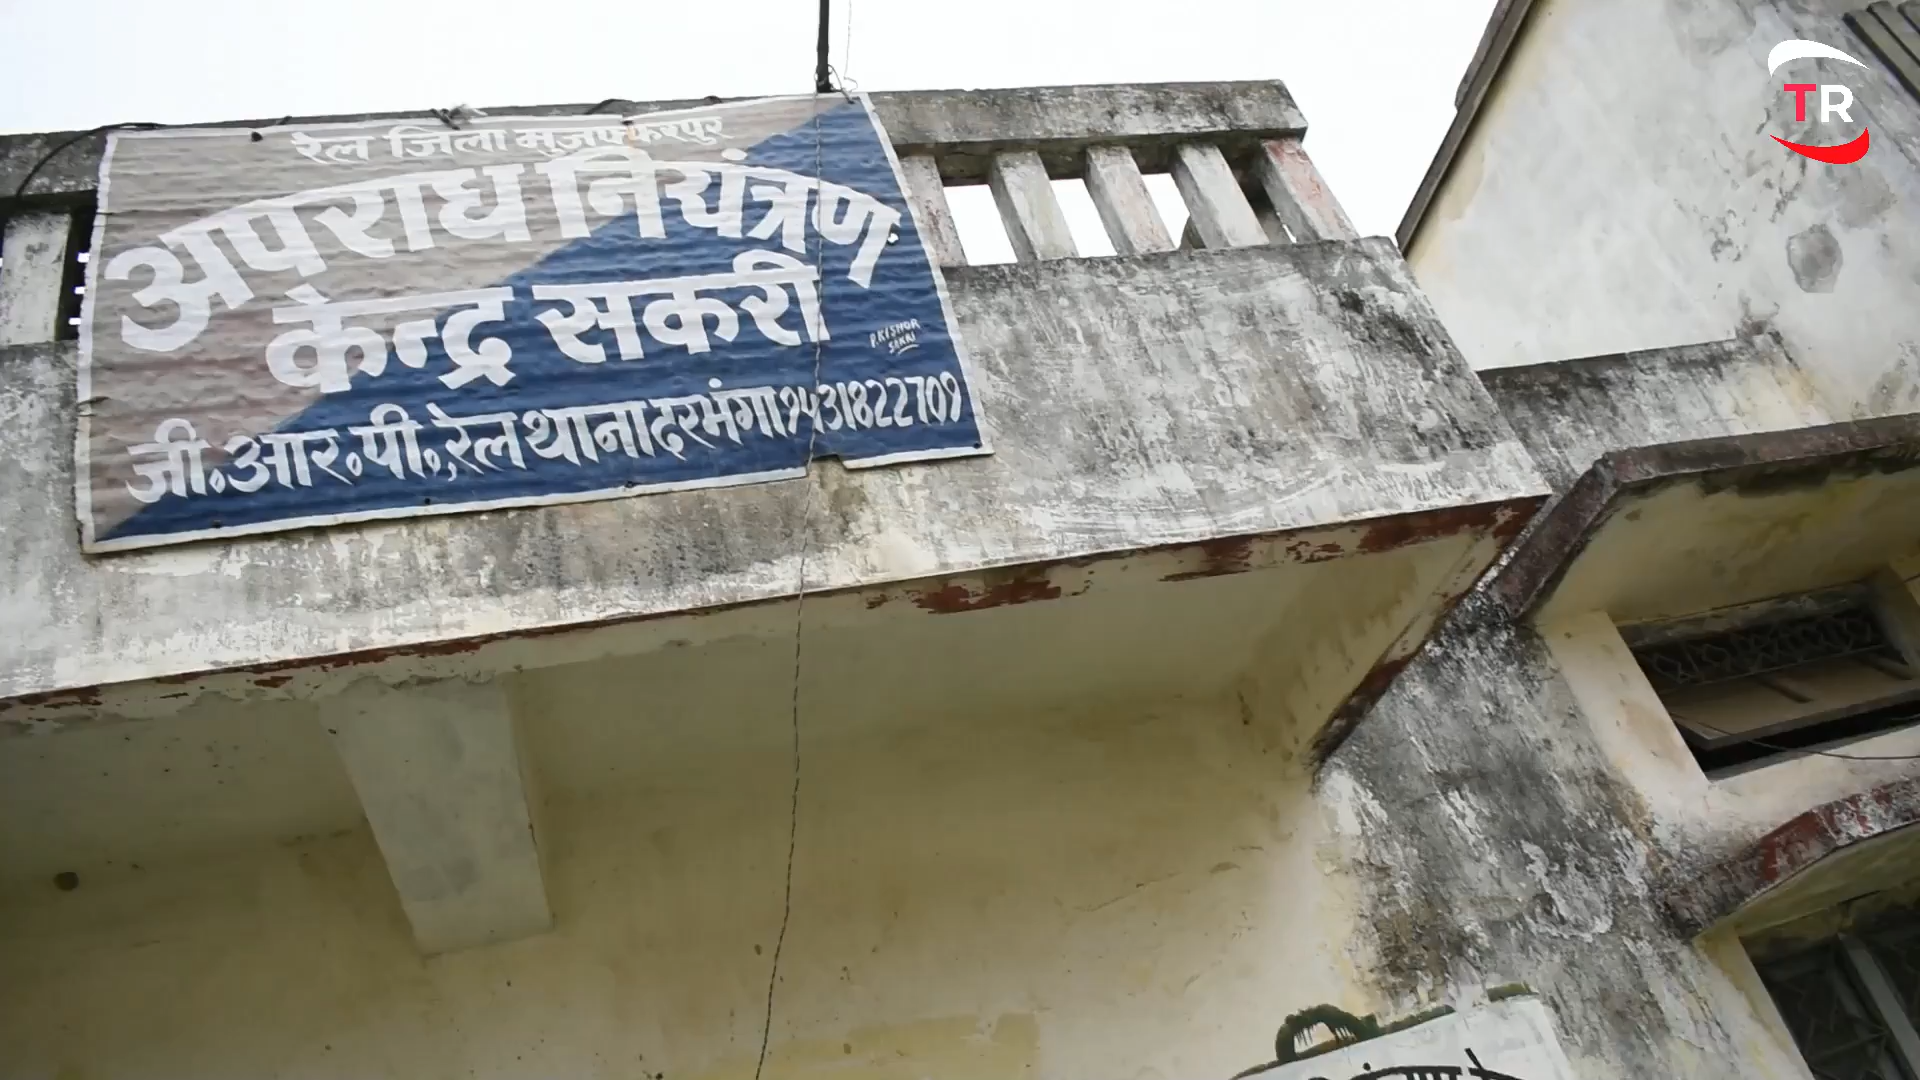 TR
रेल जिला मुजफ्फरपुर
अपराध नियंत्रण
केन्द्र सकरी
P.KISHOR
SAKRI
जी.आर.पी., रेल थाना दरभंगा 9431822709